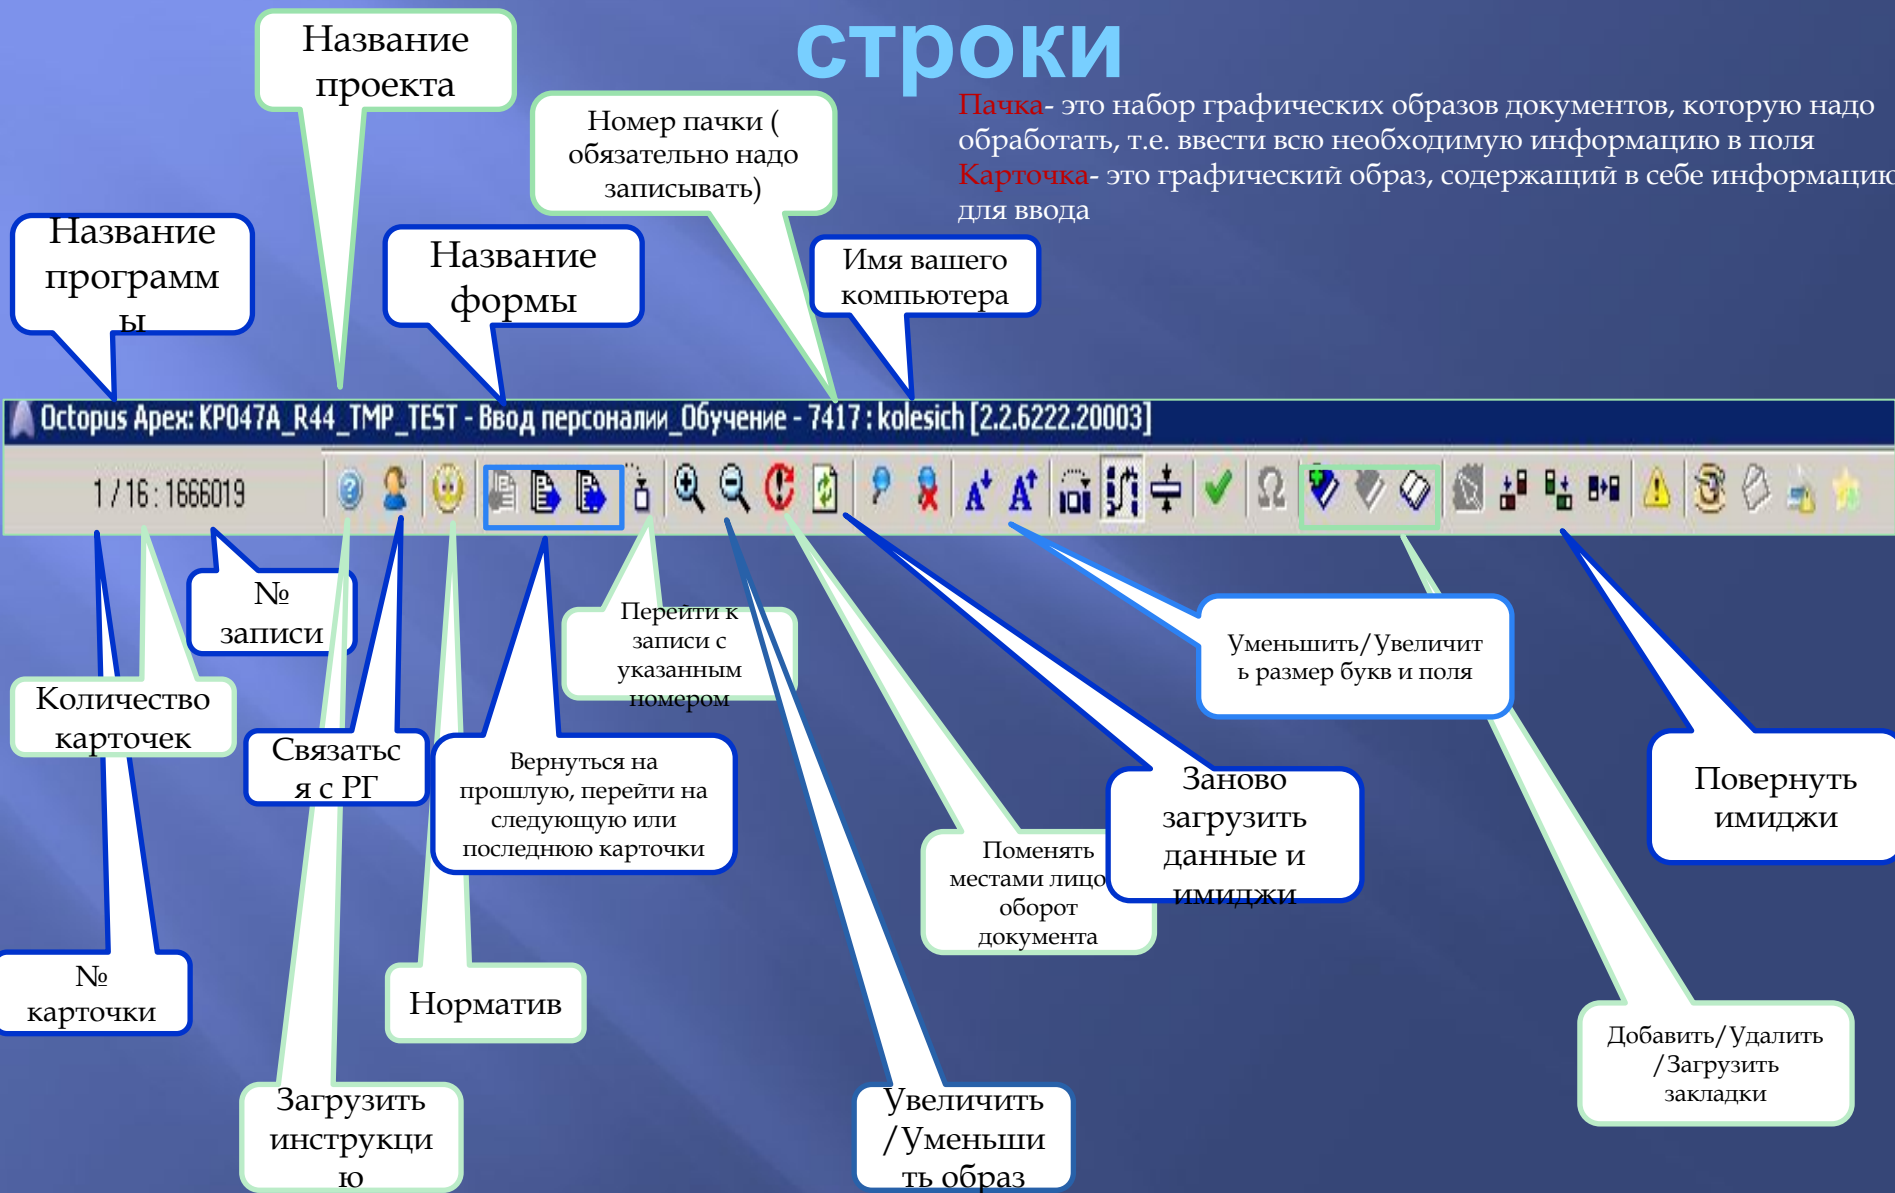 строки
Название
проекта
Номер пачки (
обязательно надо
записывать)
Пачка- это набор графических образов документов, которую надо
обработать, т.е. ввести всю необходимую информацию в поля
Карточка- это графический образ, содержащий в себе информацию
для ввода
Название
программ
ы
Название
формы
Имя вашего
компьютера
Octopus Apex: KP047A_R44_TMP_TEST - Ввод персоналии_Обучение - 7417 : kolesich [2.2.6222.20003]
1 / 16 : 1666019
№
записи
Перейти к
записи с
указанным
номером
Уменьшить/Увеличит
ь размер букв и поля
Количество
карточек
Связатьс
я с РГ
Вернуться на
прошлую, перейти на
следующую или
последнюю карточки
Поменять
местами лицо
оборот
документа
Заново
загрузить
данные и
имиджи
Повернуть
имиджи
№
карточки
Норматив
Загрузить
инструкци
ю
Увеличить
/Уменьши
ть образ
Добавить/Удалить
/Загрузить
закладки